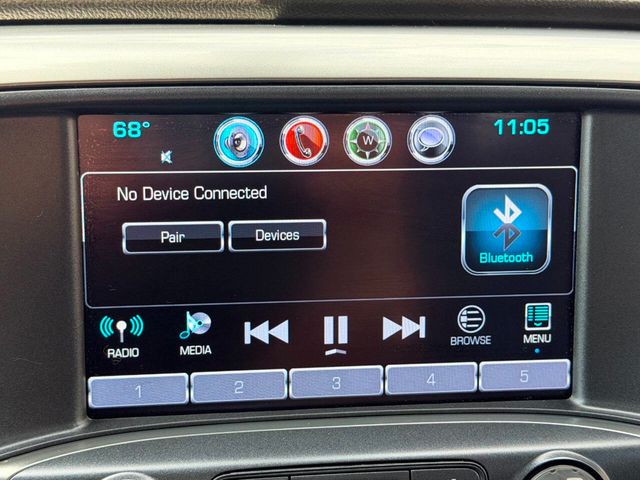 68°
W
11:05
No Device Connected
Pair
Devices
Bluetooth
RADIO
MEDIA
BROWSE
MENU
1
2
3
4
5